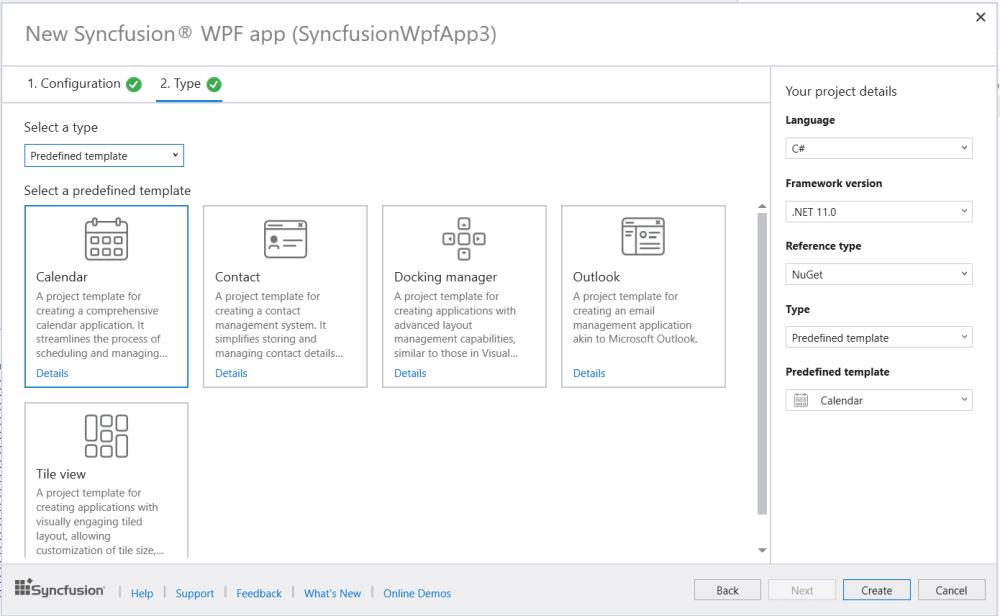 New Syncfusion® WPF app (SyncfusionWpfApp3)
1. Configuration
2. Type
Select a type
Predefined template
Select a predefined template
Calendar
A project template for
creating a comprehensive
calendar application. It
streamlines the process of
scheduling and managing...
Details
Contact
A project template for
creating a contact
management system. It
simplifies storing and
managing contact details...
Details
Docking manager
A project template for
creating applications with
advanced layout
management capabilities,
similar to those in Visual...
Details
Outlook
A project template for
creating an email
management application
akin to Microsoft Outlook.
Details
Tile view
A project template for
creating applications with
visually engaging tiled
layout, allowing
customization of tile size,...
Your project details
Language
C#
Framework version
.NET 11.0
Reference type
NuGet
Type
Predefined template
Predefined template
Calendar
Syncfusion
Help
Support
Feedback
What's New
Online Demos
Back
Next
Create
Cancel